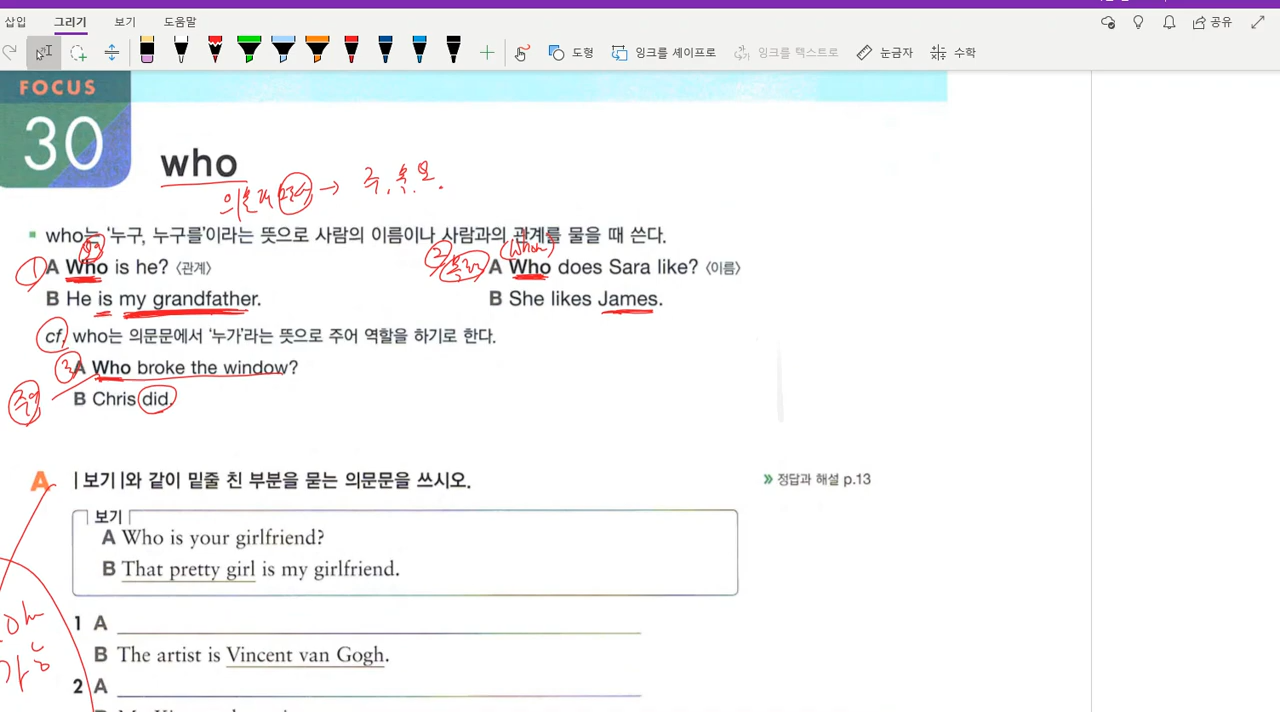 삽입 그리기 보기 도움말
공유
도형 잉크를 셰이프로 잉크를 텍스트로 눈금자 수학
FOCUS
30
who
의문대명사 → 주, 목, 보.
who는 '누구, 누구를'이라는 뜻으로 사람의 이름이나 사람과의 관계를 물을 때 쓴다.
① A Who is he? 〈관계〉
② (whom)
A Who does Sara like? 〈이름〉
B He is my grandfather.
B She likes James.
cf. who는 의문문에서 '누가'라는 뜻으로 주어 역할을 하기로 한다.
③ A Who broke the window?
주어
B Chris did.
A |보기|와 같이 밑줄 친 부분을 묻는 의문문을 쓰시오.
» 정답과 해설 p.13
보기
A Who is your girlfriend?
B That pretty girl is my girlfriend.
1 A
B The artist is Vincent van Gogh.
2 A